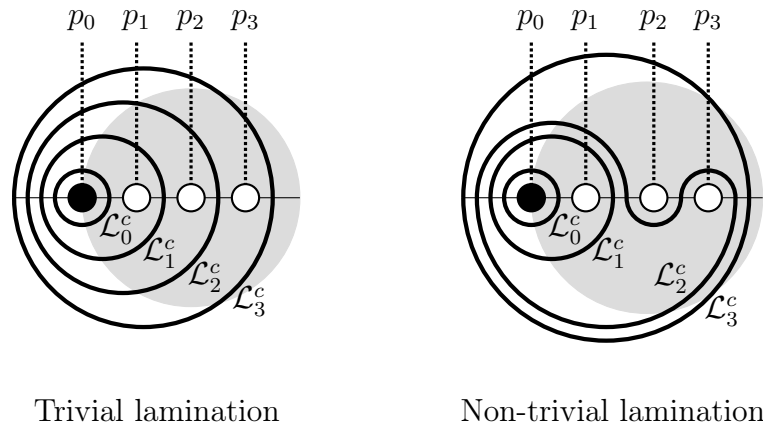 p₀ p₁ p₂ p₃ p₀ p₁ p₂ p₃
ℒ₀ᶜ ℒ₀ᶜ
ℒ₁ᶜ ℒ₁ᶜ
ℒ₂ᶜ ℒ₂ᶜ
ℒ₃ᶜ ℒ₃ᶜ
Trivial lamination Non-trivial lamination